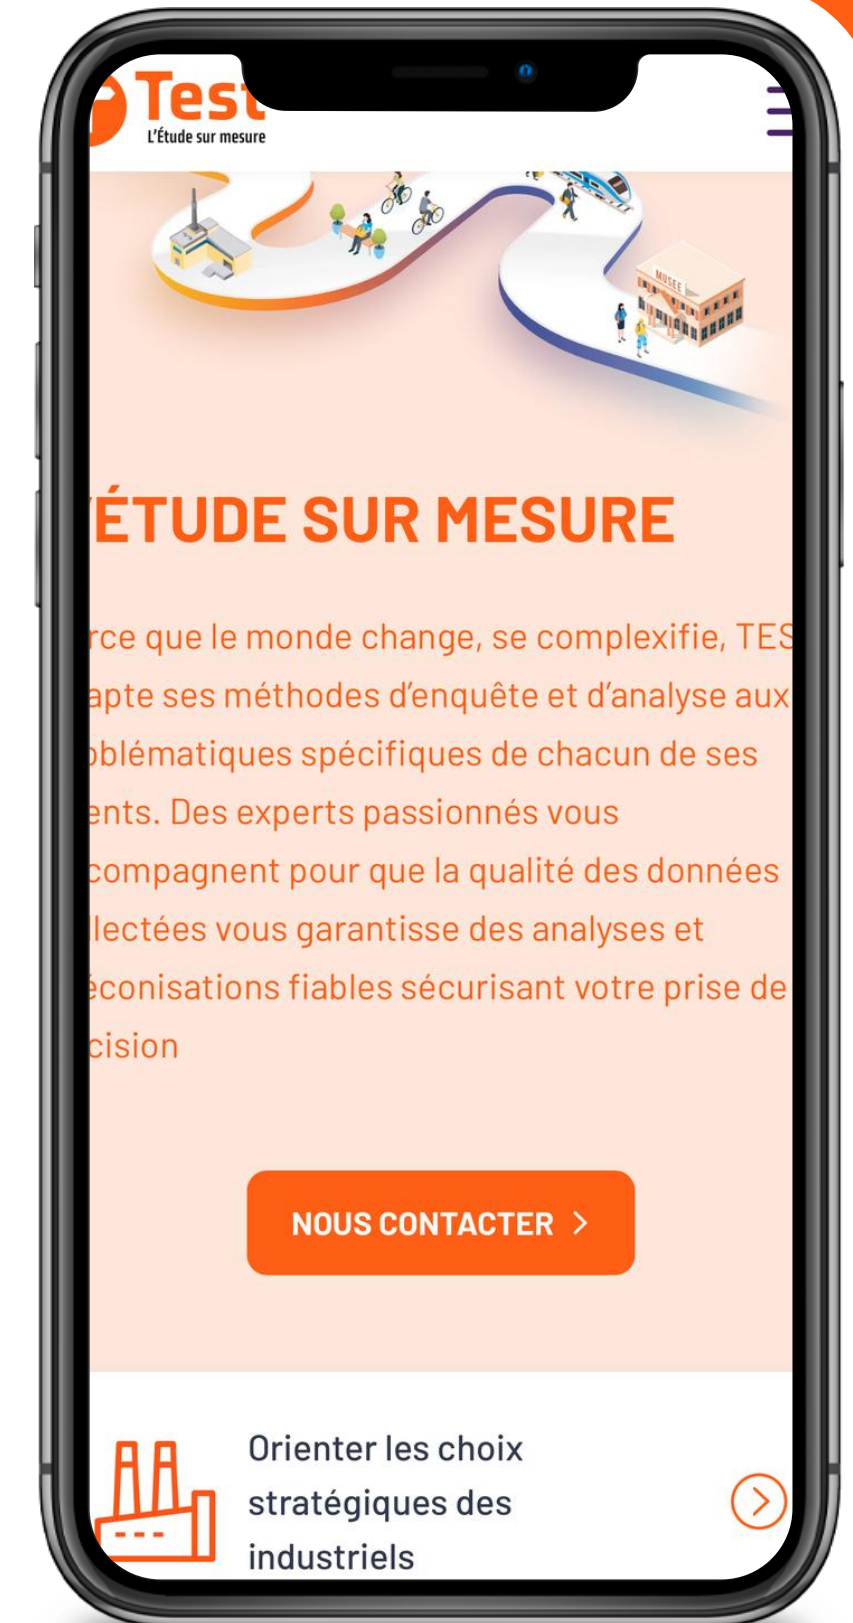 Test
L'Étude sur mesure
MUSEE
'ÉTUDE SUR MESURE
rce que le monde change, se complexifie, TES
apte ses méthodes d'enquête et d'analyse aux
oblématiques spécifiques de chacun de ses
ents. Des experts passionnés vous
compagnent pour que la qualité des données
llectées vous garantisse des analyses et
éconisations fiables sécurisant votre prise de
cision
NOUS CONTACTER
Orienter les choix
stratégiques des
industriels